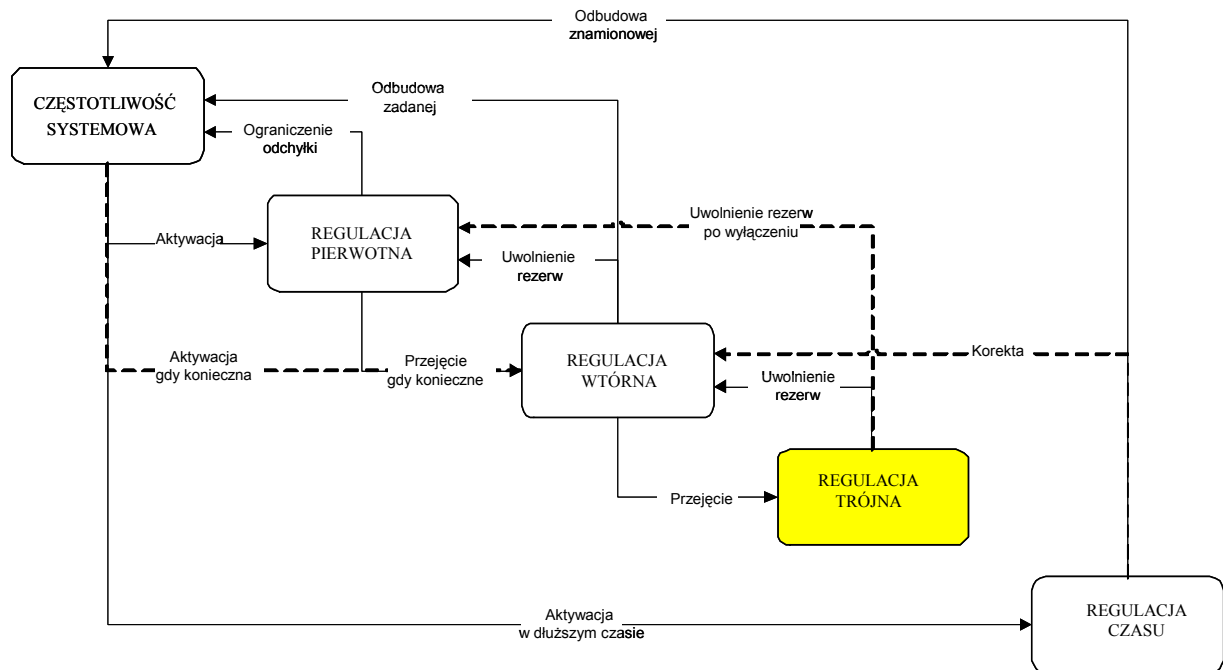 Odbudowa
znamionowej
CZĘSTOTLIWOŚĆ
SYSTEMOWA
Odbudowa
zadanej
Ograniczenie
odchyłki
Aktywacja
REGULACJA
PIERWOTNA
Uwolnienie rezerw
po wyłączeniu
Uwolnienie
rezerw
Aktywacja
gdy konieczna
Przejęcie
gdy konieczne
REGULACJA
WTÓRNA
Korekta
Uwolnienie
rezerw
Przejęcie
REGULACJA
TRÓJNA
Aktywacja
w dłuższym czasie
REGULACJA
CZASU